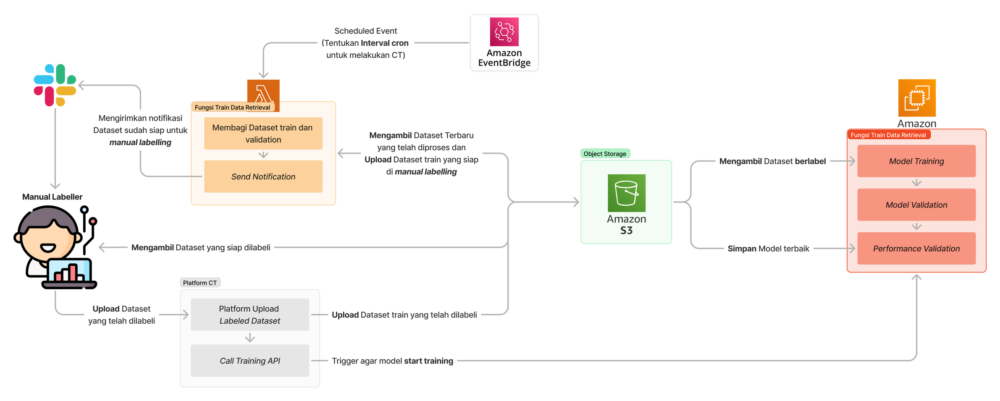 Scheduled Event
(Tentukan Interval cron
untuk melakukan CT)
Amazon
EventBridge
Fungsi Train Data Retrieval
Membagi Dataset train dan
validation
Send Notification
Mengirimkan notifikasi
Dataset sudah siap untuk
manual labelling
Manual Labeller
Mengambil Dataset Terbaru
yang telah diproses dan
Upload Dataset train yang siap
di manual labelling
Object Storage
Amazon
S3
Mengambil Dataset berlabel
Simpan Model terbaik
Amazon
Fungsi Train Data Retrieval
Model Training
Model Validation
Performance Validation
Mengambil Dataset yang siap dilabeli
Upload Dataset
yang telah dilabeli
Platform CT
Platform Upload
Labeled Dataset
Call Training API
Upload Dataset train yang telah dilabeli
Trigger agar model start training